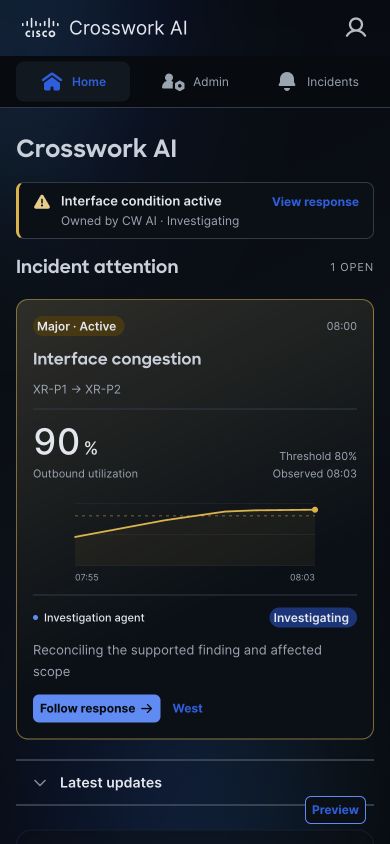 CISCO Crosswork AI
Home Admin Incidents
Crosswork AI
Interface condition active View response
Owned by CW AI · Investigating
Incident attention 1 OPEN
Major · Active 08:00
Interface congestion
XR-P1 → XR-P2
90 % Threshold 80%
Outbound utilization Observed 08:03
07:55 08:03
Investigation agent Investigating
Reconciling the supported finding and affected
scope
Follow response → West
Latest updates
Preview